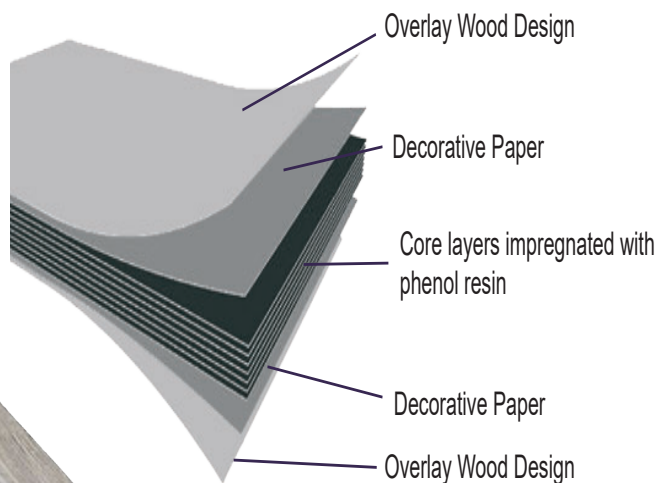 Overlay Wood Design
Decorative Paper
Core layers impregnated with
phenol resin
Decorative Paper
Overlay Wood Design